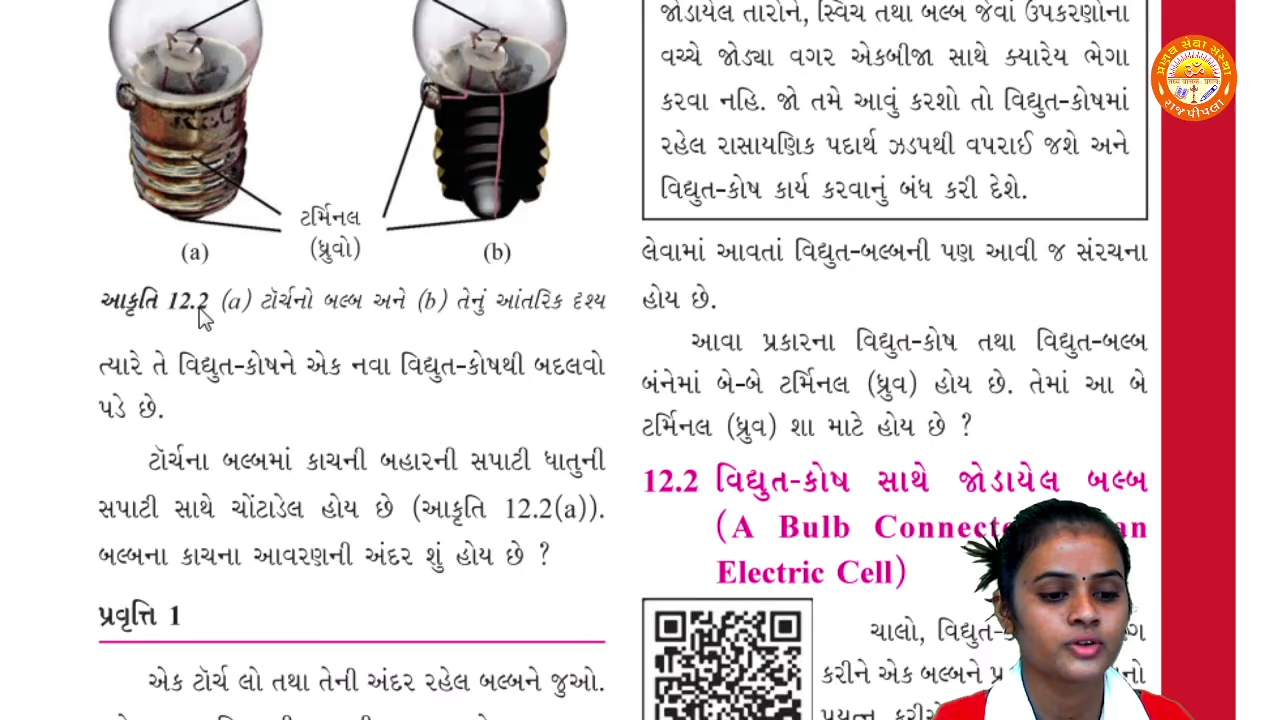 ટર્મિનલ
(ધ્રુવો)
(a)
(b)
આકૃતિ 12.2 (a) ટૉર્ચનો બલ્બ અને (b) તેનું આંતરિક દૃશ્ય
ત્યારે તે વિદ્યુત-કોષને એક નવા વિદ્યુત-કોષથી બદલવો
પડે છે.
ટૉર્ચના બલ્બમાં કાચની બહારની સપાટી ધાતુની
સપાટી સાથે ચોંટાડેલ હોય છે (આકૃતિ 12.2(a)).
બલ્બના કાચના આવરણની અંદર શું હોય છે ?
પ્રવૃત્તિ 1
એક ટૉર્ચ લો તથા તેની અંદર રહેલ બલ્બને જુઓ.
જોડાયેલ તારોને, સ્વિચ તથા બલ્બ જેવાં ઉપકરણોના
વચ્ચે જોડ્યા વગર એકબીજા સાથે ક્યારેય ભેગા
કરવા નહિ. જો તમે આવું કરશો તો વિદ્યુત-કોષમાં
રહેલ રાસાયણિક પદાર્થ ઝડપથી વપરાઈ જશે અને
વિદ્યુત-કોષ કાર્ય કરવાનું બંધ કરી દેશે.
લેવામાં આવતાં વિદ્યુત-બલ્બની પણ આવી જ સંરચના
હોય છે.
આવા પ્રકારના વિદ્યુત-કોષ તથા વિદ્યુત-બલ્બ
બંનેમાં બે-બે ટર્મિનલ (ધ્રુવ) હોય છે. તેમાં આ બે
ટર્મિનલ (ધ્રુવ) શા માટે હોય છે ?
12.2 વિદ્યુત-કોષ સાથે જોડાયેલ બલ્બ
(A Bulb an
Electric Cell)
ચાલો,
કરીને એક બલ્બને
પ્રણવ સેવા સંસ્થા
રાજપીપલા